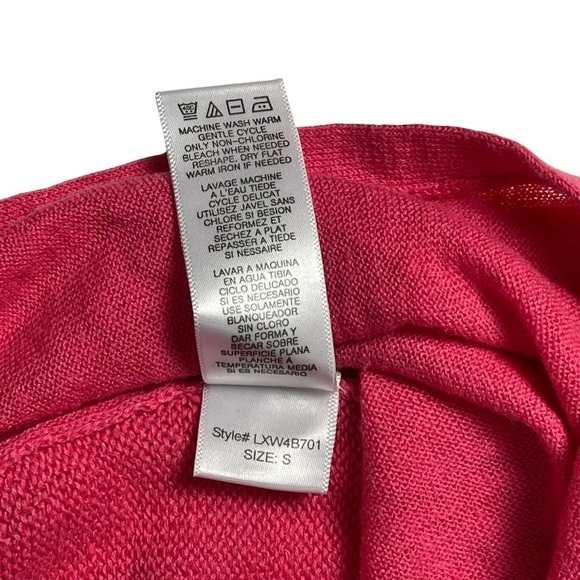 MACHINE WASH WARM
GENTLE CYCLE
ONLY NON-CHLORINE
BLEACH WHEN NEEDED
RESHAPE, DRY FLAT
WARM IRON IF NEEDED
LAVAGE MACHINE
A L'EAU TIEDE
CYCLE DELICAT
UTILISEZ JAVEL SANS
CHLORE SI BESION
REFORMEZ ET
SECHEZ A PLAT
REPASSER A TIEDE
SI NESSAIRE
LAVAR A MAQUINA
EN AGUA TIBIA
CICLO DELICADO
SI ES NECESARIO
USE SOLAMENTE
BLANQUEADOR
SIN CLORO
DAR FORMA Y
SECAR SOBRE
SUPERFICIE PLANA
PLANCHE A
TEMPERATURA MEDIA
SI ES NECESARIO
Style# LXW4B701
SIZE: S